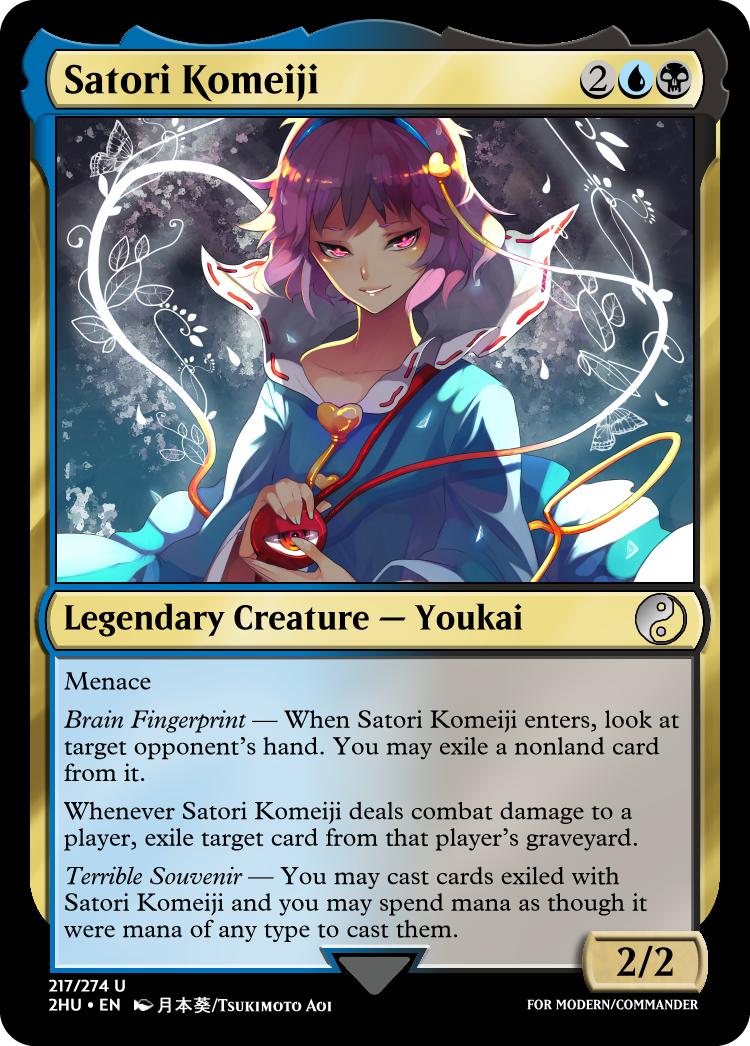 Satori Komeiji
2
Legendary Creature — Youkai
Menace
Brain Fingerprint — When Satori Komeiji enters, look at
target opponent's hand. You may exile a nonland card
from it.
Whenever Satori Komeiji deals combat damage to a
player, exile target card from that player's graveyard.
Terrible Souvenir — You may cast cards exiled with
Satori Komeiji and you may spend mana as though it
were mana of any type to cast them.
2/2
217/274 U
2HU • EN 月本葵/Tsukimoto Aoi
FOR MODERN/COMMANDER